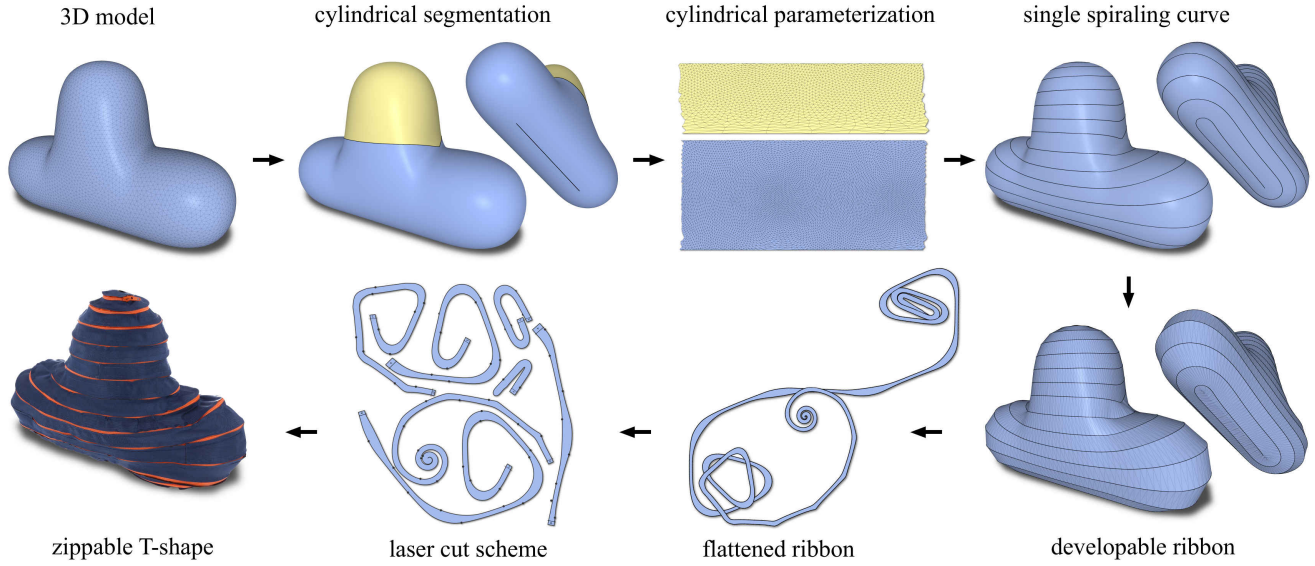 3D model
cylindrical segmentation
cylindrical parameterization
single spiraling curve
zippable T-shape
laser cut scheme
flattened ribbon
developable ribbon